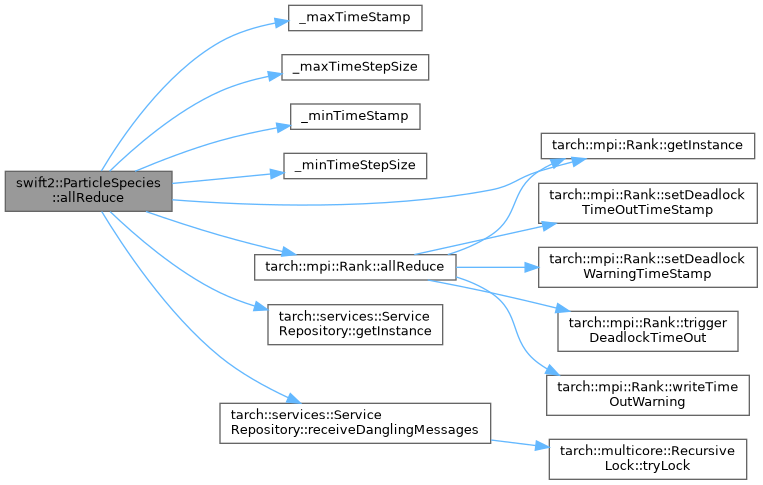 swift2::ParticleSpecies
::allReduce
_maxTimeStamp
_maxTimeStepSize
_minTimeStamp
_minTimeStepSize
tarch::mpi::Rank::allReduce
tarch::services::Service
Repository::getInstance
tarch::services::Service
Repository::receiveDanglingMessages
tarch::mpi::Rank::getInstance
tarch::mpi::Rank::setDeadlock
TimeOutTimeStamp
tarch::mpi::Rank::setDeadlock
WarningTimeStamp
tarch::mpi::Rank::trigger
DeadlockTimeOut
tarch::mpi::Rank::writeTime
OutWarning
tarch::multicore::Recursive
Lock::tryLock